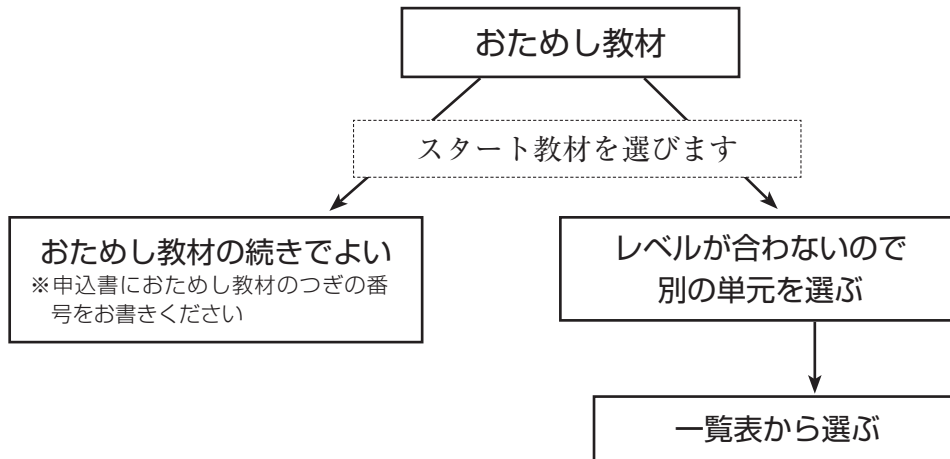 おためし教材
スタート教材を選びます
おためし教材の続きでよい
※申込書におためし教材のつぎの番
号をお書きください
レベルが合わないので
別の単元を選ぶ
一覧表から選ぶ